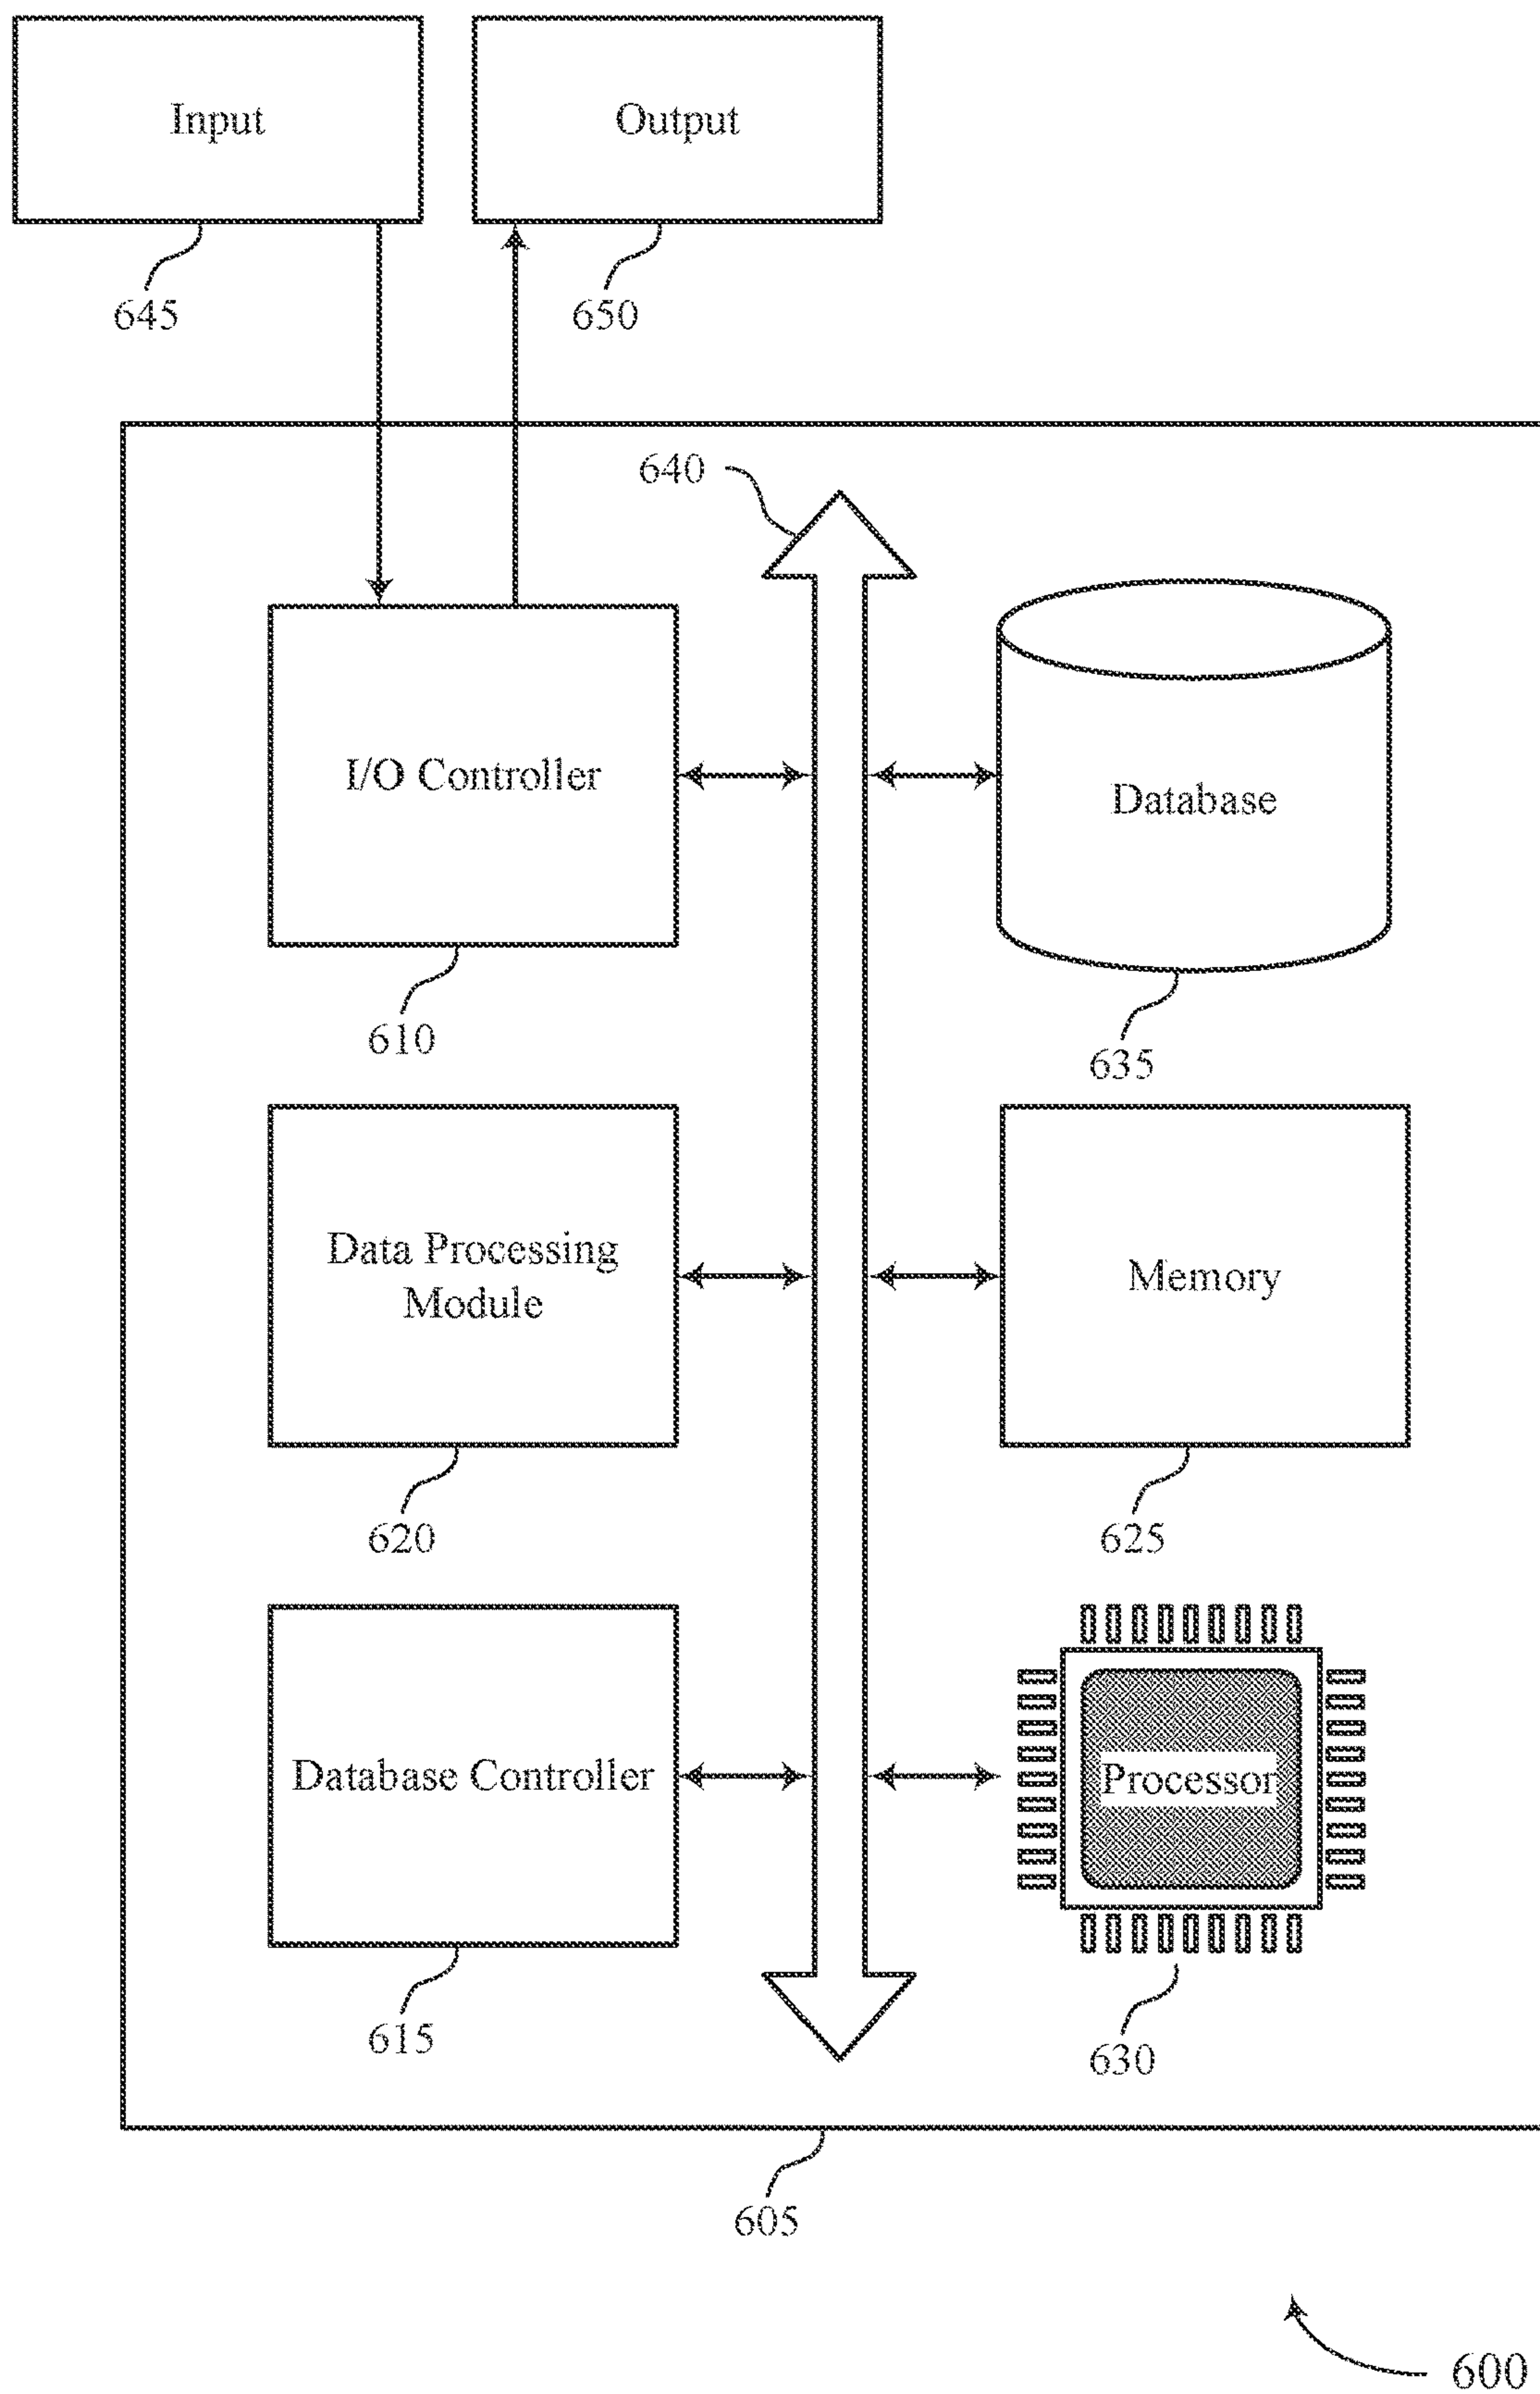 Input
Output
645
650
640
I/O Controller
Database
610
635
Data Processing
Module
Memory
620
625
Database Controller
Processor
615
630
605
600